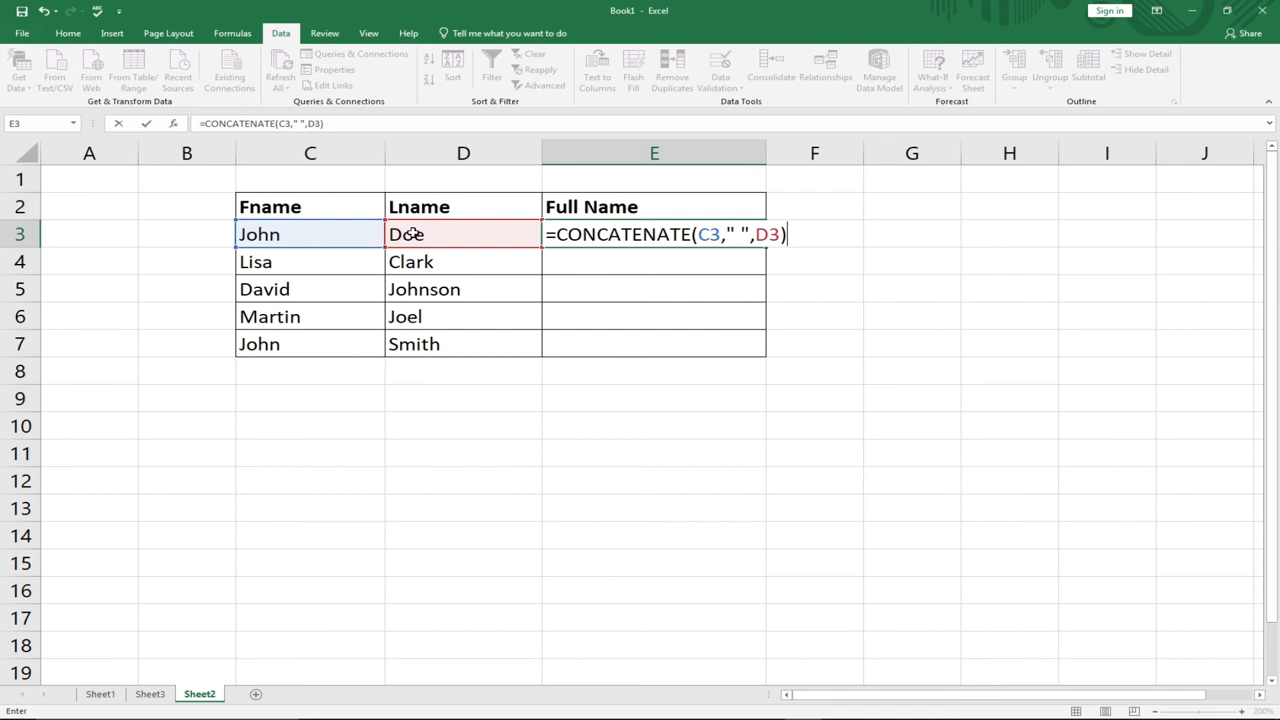 Book1 - Excel
Sign in
File Home Insert Page Layout Formulas Data Review View Help Tell me what you want to do Share
Get Data
From Text/CSV
From Web
From Table/ Range
Recent Sources
Existing Connections
Get & Transform Data
Refresh All
Queries & Connections
Properties
Edit Links
Queries & Connections
Sort
Filter
Clear
Reapply
Advanced
Sort & Filter
Text to Columns
Flash Fill
Remove Duplicates
Data Validation
Consolidate
Relationships
Manage Data Model
Data Tools
What-If Analysis
Forecast Sheet
Forecast
Group
Ungroup
Subtotal
Show Detail
Hide Detail
Outline
E3 fx =CONCATENATE(C3," ",D3)
A B C D E F G H I J
1
2 Fname Lname Full Name
3 John Doe =CONCATENATE(C3," ",D3)
4 Lisa Clark
5 David Johnson
6 Martin Joel
7 John Smith
8
9
10
11
12
13
14
15
16
17
18
19
Sheet1 Sheet3 Sheet2
Enter 200%